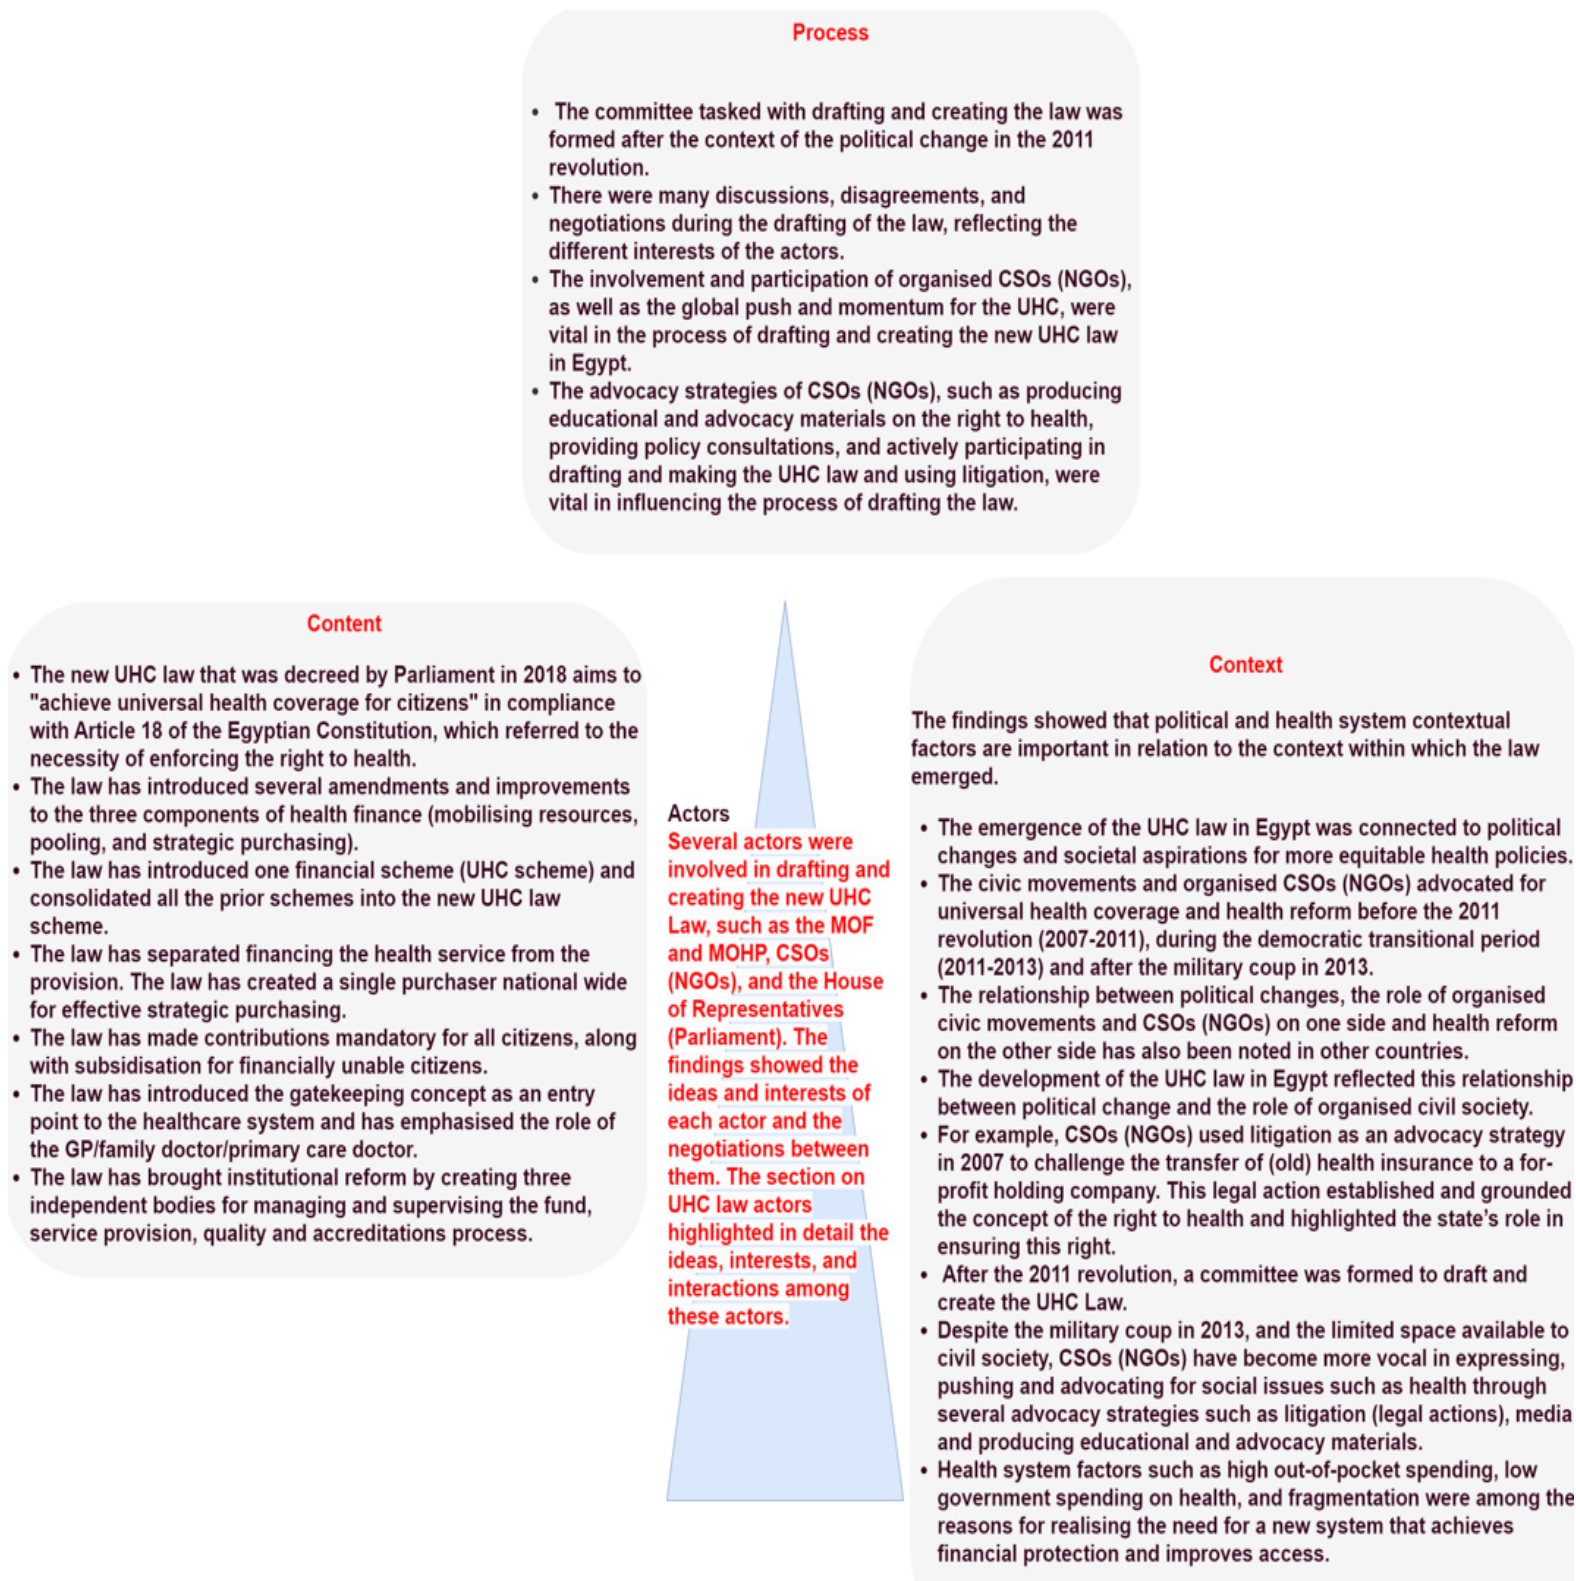 Process
• The committee tasked with drafting and creating the law was
formed after the context of the political change in the 2011
revolution.
• There were many discussions, disagreements, and
negotiations during the drafting of the law, reflecting the
different interests of the actors.
• The involvement and participation of organised CSOs (NGOs),
as well as the global push and momentum for the UHC, were
vital in the process of drafting and creating the new UHC law
in Egypt.
• The advocacy strategies of CSOs (NGOs), such as producing
educational and advocacy materials on the right to health,
providing policy consultations, and actively participating in
drafting and making the UHC law and using litigation, were
vital in influencing the process of drafting the law.
Content
• The new UHC law that was decreed by Parliament in 2018 aims to
"achieve universal health coverage for citizens" in compliance
with Article 18 of the Egyptian Constitution, which referred to the
necessity of enforcing the right to health.
• The law has introduced several amendments and improvements
to the three components of health finance (mobilising resources,
pooling, and strategic purchasing).
• The law has introduced one financial scheme (UHC scheme) and
consolidated all the prior schemes into the new UHC law
scheme.
• The law has separated financing the health service from the
provision. The law has created a single purchaser national wide
for effective strategic purchasing.
• The law has made contributions mandatory for all citizens, along
with subsidisation for financially unable citizens.
• The law has introduced the gatekeeping concept as an entry
point to the healthcare system and has emphasised the role of
the GP/family doctor/primary care doctor.
• The law has brought institutional reform by creating three
independent bodies for managing and supervising the fund,
service provision, quality and accreditations process.
Actors
Several actors were
involved in drafting and
creating the new UHC
Law, such as the MOF
and MOHP, CSOs
(NGOs), and the House
of Representatives
(Parliament). The
findings showed the
ideas and interests of
each actor and the
negotiations between
them. The section on
UHC law actors
highlighted in detail the
ideas, interests, and
interactions among
these actors.
Context
The findings showed that political and health system contextual
factors are important in relation to the context within which the law
emerged.
• The emergence of the UHC law in Egypt was connected to political
changes and societal aspirations for more equitable health policies.
• The civic movements and organised CSOs (NGOs) advocated for
universal health coverage and health reform before the 2011
revolution (2007-2011), during the democratic transitional period
(2011-2013) and after the military coup in 2013.
• The relationship between political changes, the role of organised
civic movements and CSOs (NGOs) on one side and health reform
on the other side has also been noted in other countries.
• The development of the UHC law in Egypt reflected this relationship
between political change and the role of organised civil society.
• For example, CSOs (NGOs) used litigation as an advocacy strategy
in 2007 to challenge the transfer of (old) health insurance to a for-
profit holding company. This legal action established and grounded
the concept of the right to health and highlighted the state's role in
ensuring this right.
• After the 2011 revolution, a committee was formed to draft and
create the UHC Law.
• Despite the military coup in 2013, and the limited space available to
civil society, CSOs (NGOs) have become more vocal in expressing,
pushing and advocating for social issues such as health through
several advocacy strategies such as litigation (legal actions), media
and producing educational and advocacy materials.
• Health system factors such as high out-of-pocket spending, low
government spending on health, and fragmentation were among the
reasons for realising the need for a new system that achieves
financial protection and improves access.